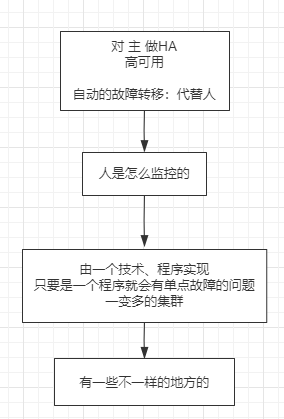 对 主 做HA
高可用
自动的故障转移：代替人
人是怎么监控的
由一个技术、程序实现
只要是一个程序就会有单点故障的问题
一变多的集群
有一些不一样的地方的